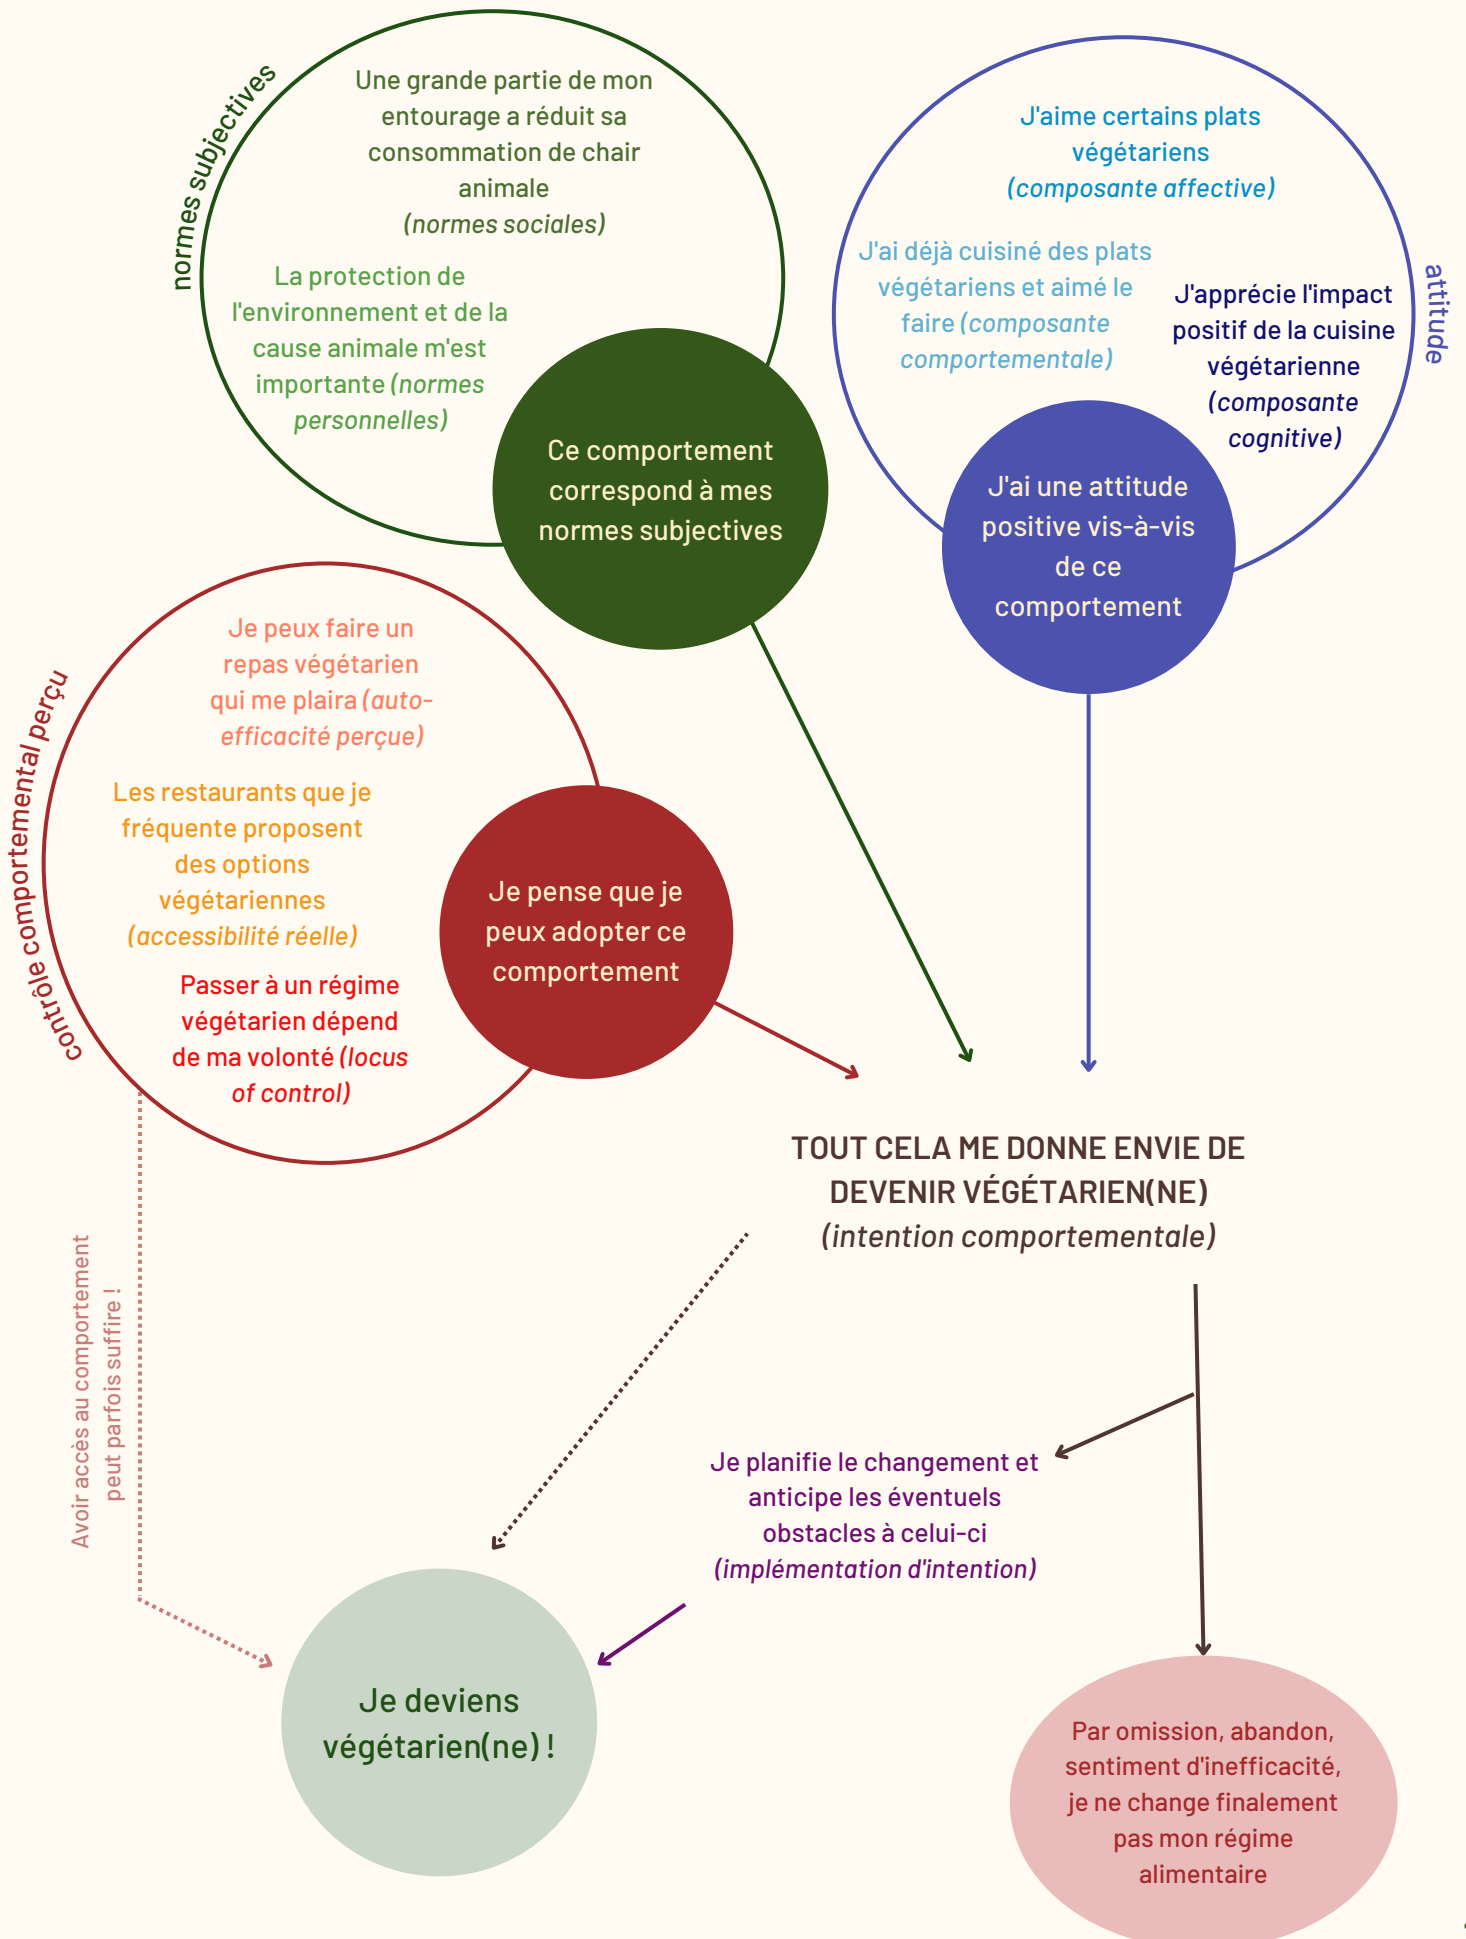 normes subjectives
Une grande partie de mon
entourage a réduit sa
consommation de chair
animale
(normes sociales)
La protection de
l'environnement et de la
cause animale m'est
importante (normes
personnelles)
Ce comportement
correspond à mes
normes subjectives
attitude
J'aime certains plats
végétariens
(composante affective)
J'ai déjà cuisiné des plats
végétariens et aimé le
faire (composante
comportementale)
J'apprécie l'impact
positif de la cuisine
végétarienne
(composante
cognitive)
J'ai une attitude
positive vis-à-vis
de ce
comportement
contrôle comportemental perçu
Je peux faire un
repas végétarien
qui me plaira (auto-
efficacité perçue)
Les restaurants que je
fréquente proposent
des options
végétariennes
(accessibilité réelle)
Passer à un régime
végétarien dépend
de ma volonté (locus
of control)
Je pense que je
peux adopter ce
comportement
TOUT CELA ME DONNE ENVIE DE
DEVENIR VÉGÉTARIEN(NE)
(intention comportementale)
Avoir accès au comportement
peut parfois suffire !
Je planifie le changement et
anticipe les éventuels
obstacles à celui-ci
(implémentation d'intention)
Je deviens
végétarien(ne) !
Par omission, abandon,
sentiment d'inefficacité,
je ne change finalement
pas mon régime
alimentaire